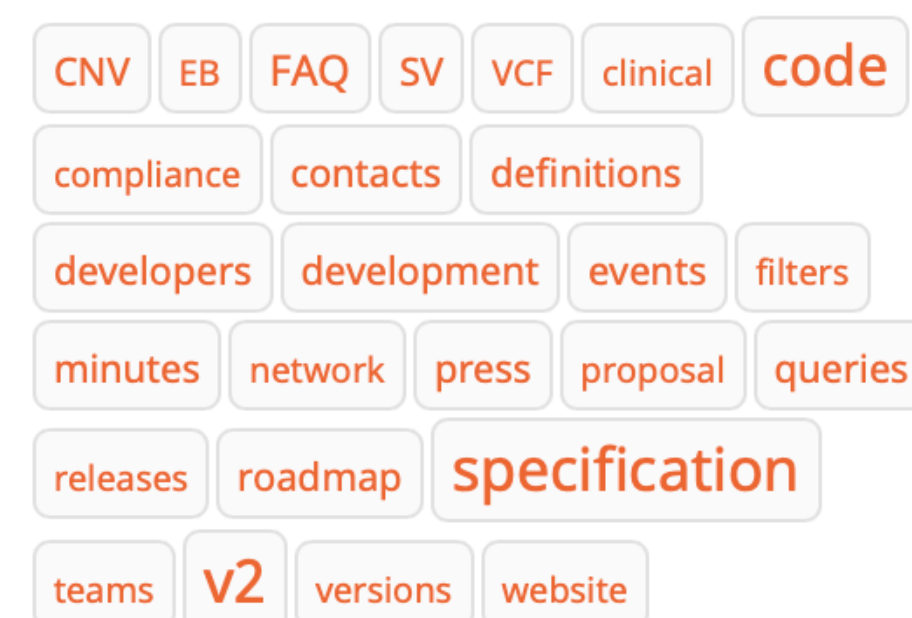 CNV EB FAQ SV VCF clinical code
compliance contacts definitions
developers development events filters
minutes network press proposal queries
releases roadmap specification
teams v2 versions website